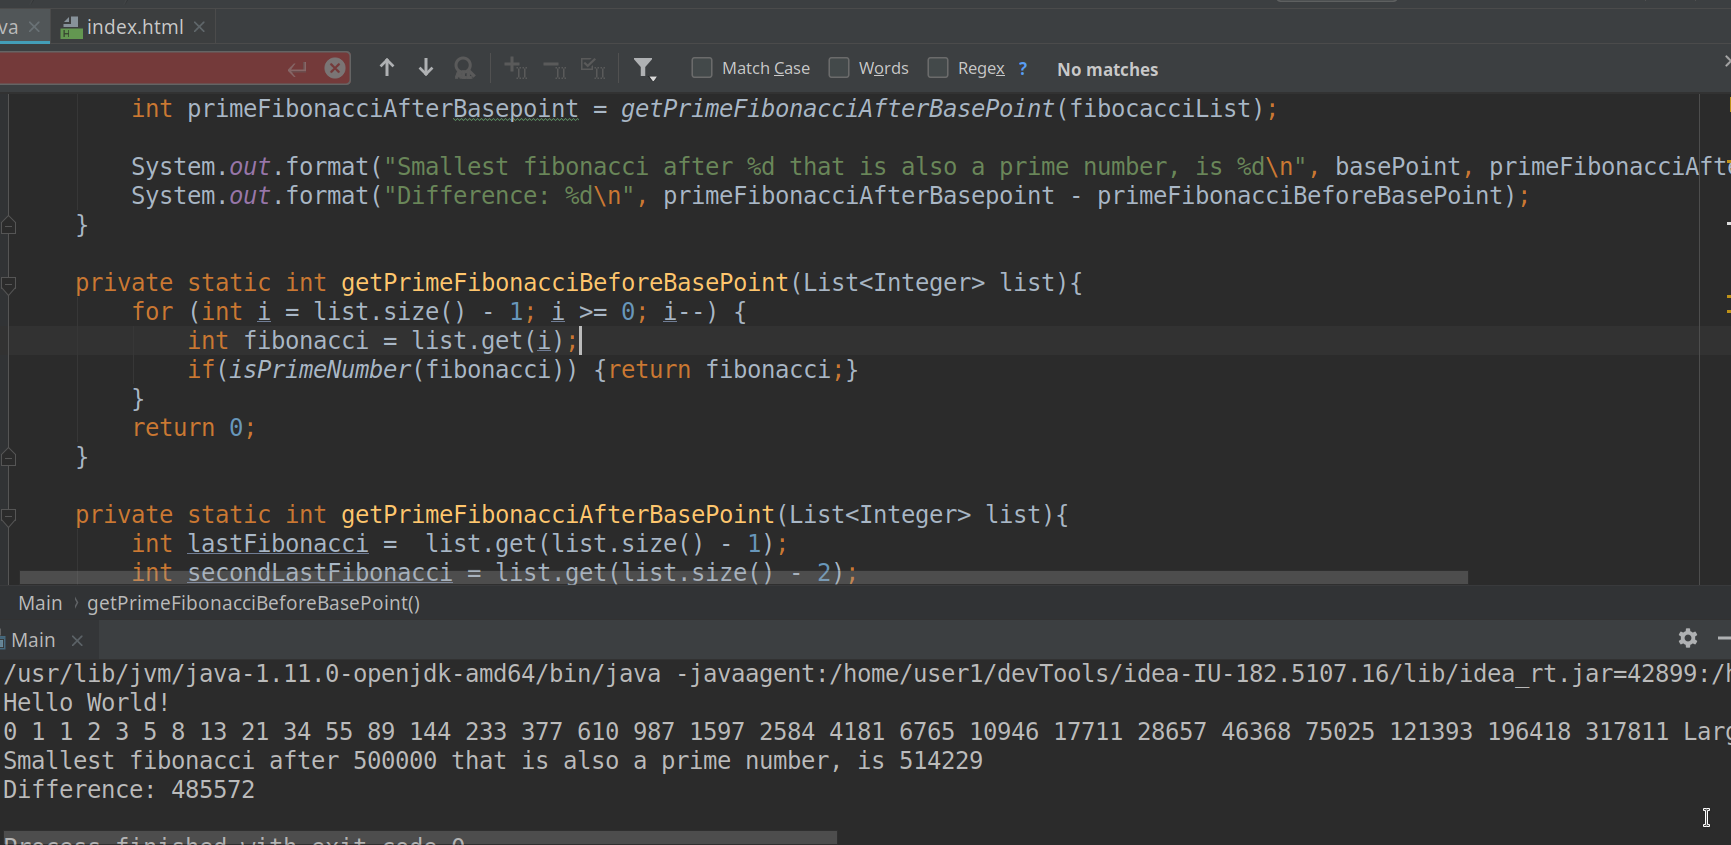 va
index.html
Match Case Words Regex ? No matches
int primeFibonacciAfterBasepoint = getPrimeFibonacciAfterBasePoint(fibocacciList);
System.out.format("Smallest fibonacci after %d that is also a prime number, is %d\n", basePoint, primeFibonacciAft
System.out.format("Difference: %d\n", primeFibonacciAfterBasepoint - primeFibonacciBeforeBasePoint);
}
private static int getPrimeFibonacciBeforeBasePoint(List<Integer> list){
for (int i = list.size() - 1; i >= 0; i--) {
int fibonacci = list.get(i);
if(isPrimeNumber(fibonacci)) {return fibonacci;}
}
return 0;
}
private static int getPrimeFibonacciAfterBasePoint(List<Integer> list){
int lastFibonacci =  list.get(list.size() - 1);
int secondLastFibonacci = list.get(list.size() - 2);
Main › getPrimeFibonacciBeforeBasePoint()
Main
/usr/lib/jvm/java-1.11.0-openjdk-amd64/bin/java -javaagent:/home/user1/devTools/idea-IU-182.5107.16/lib/idea_rt.jar=42899:/h
Hello World!
0 1 1 2 3 5 8 13 21 34 55 89 144 233 377 610 987 1597 2584 4181 6765 10946 17711 28657 46368 75025 121393 196418 317811 Larg
Smallest fibonacci after 500000 that is also a prime number, is 514229
Difference: 485572
Process finished with exit code 0